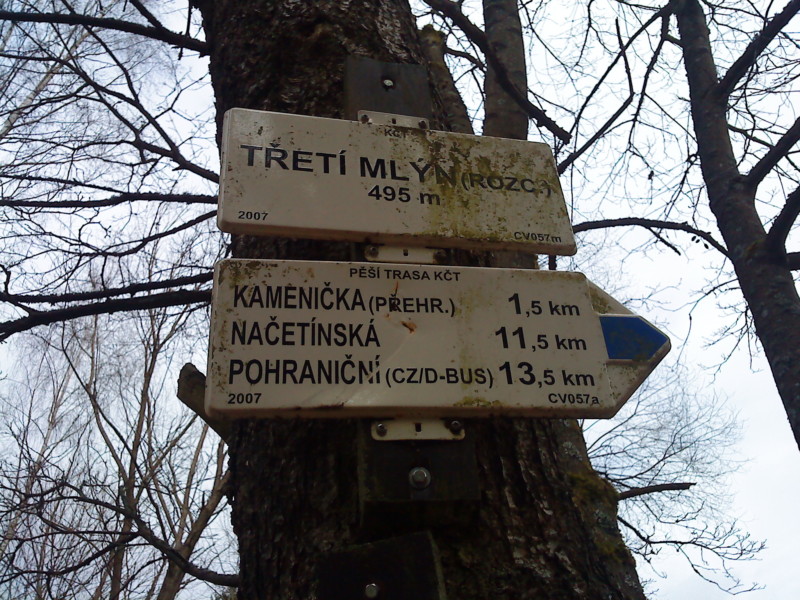 KČT
TŘETÍ MLÝN (ROZC.)
495 m
2007 CV057m
PĚŠÍ TRASA KČT
KAMENIČKA (PŘEHR.) 1,5 km
NAČETÍNSKÁ 11,5 km
POHRANIČNÍ (CZ/D-BUS) 13,5 km
2007 CV057a